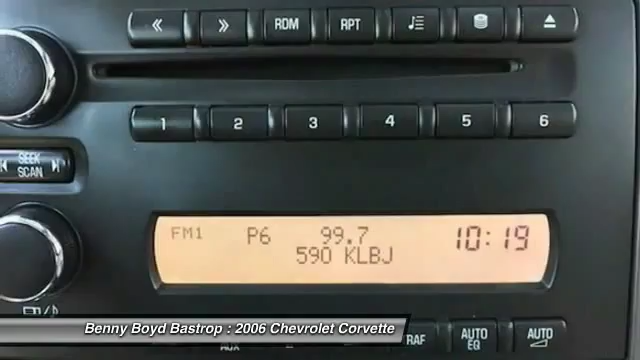 RDM RPT
1 2 3 4 5 6
SEEK
SCAN
FM1 P6 99.7 10:19
590 KLBJ
Benny Boyd Bastrop : 2006 Chevrolet Corvette
AUX RAF AUTO EQ AUTO